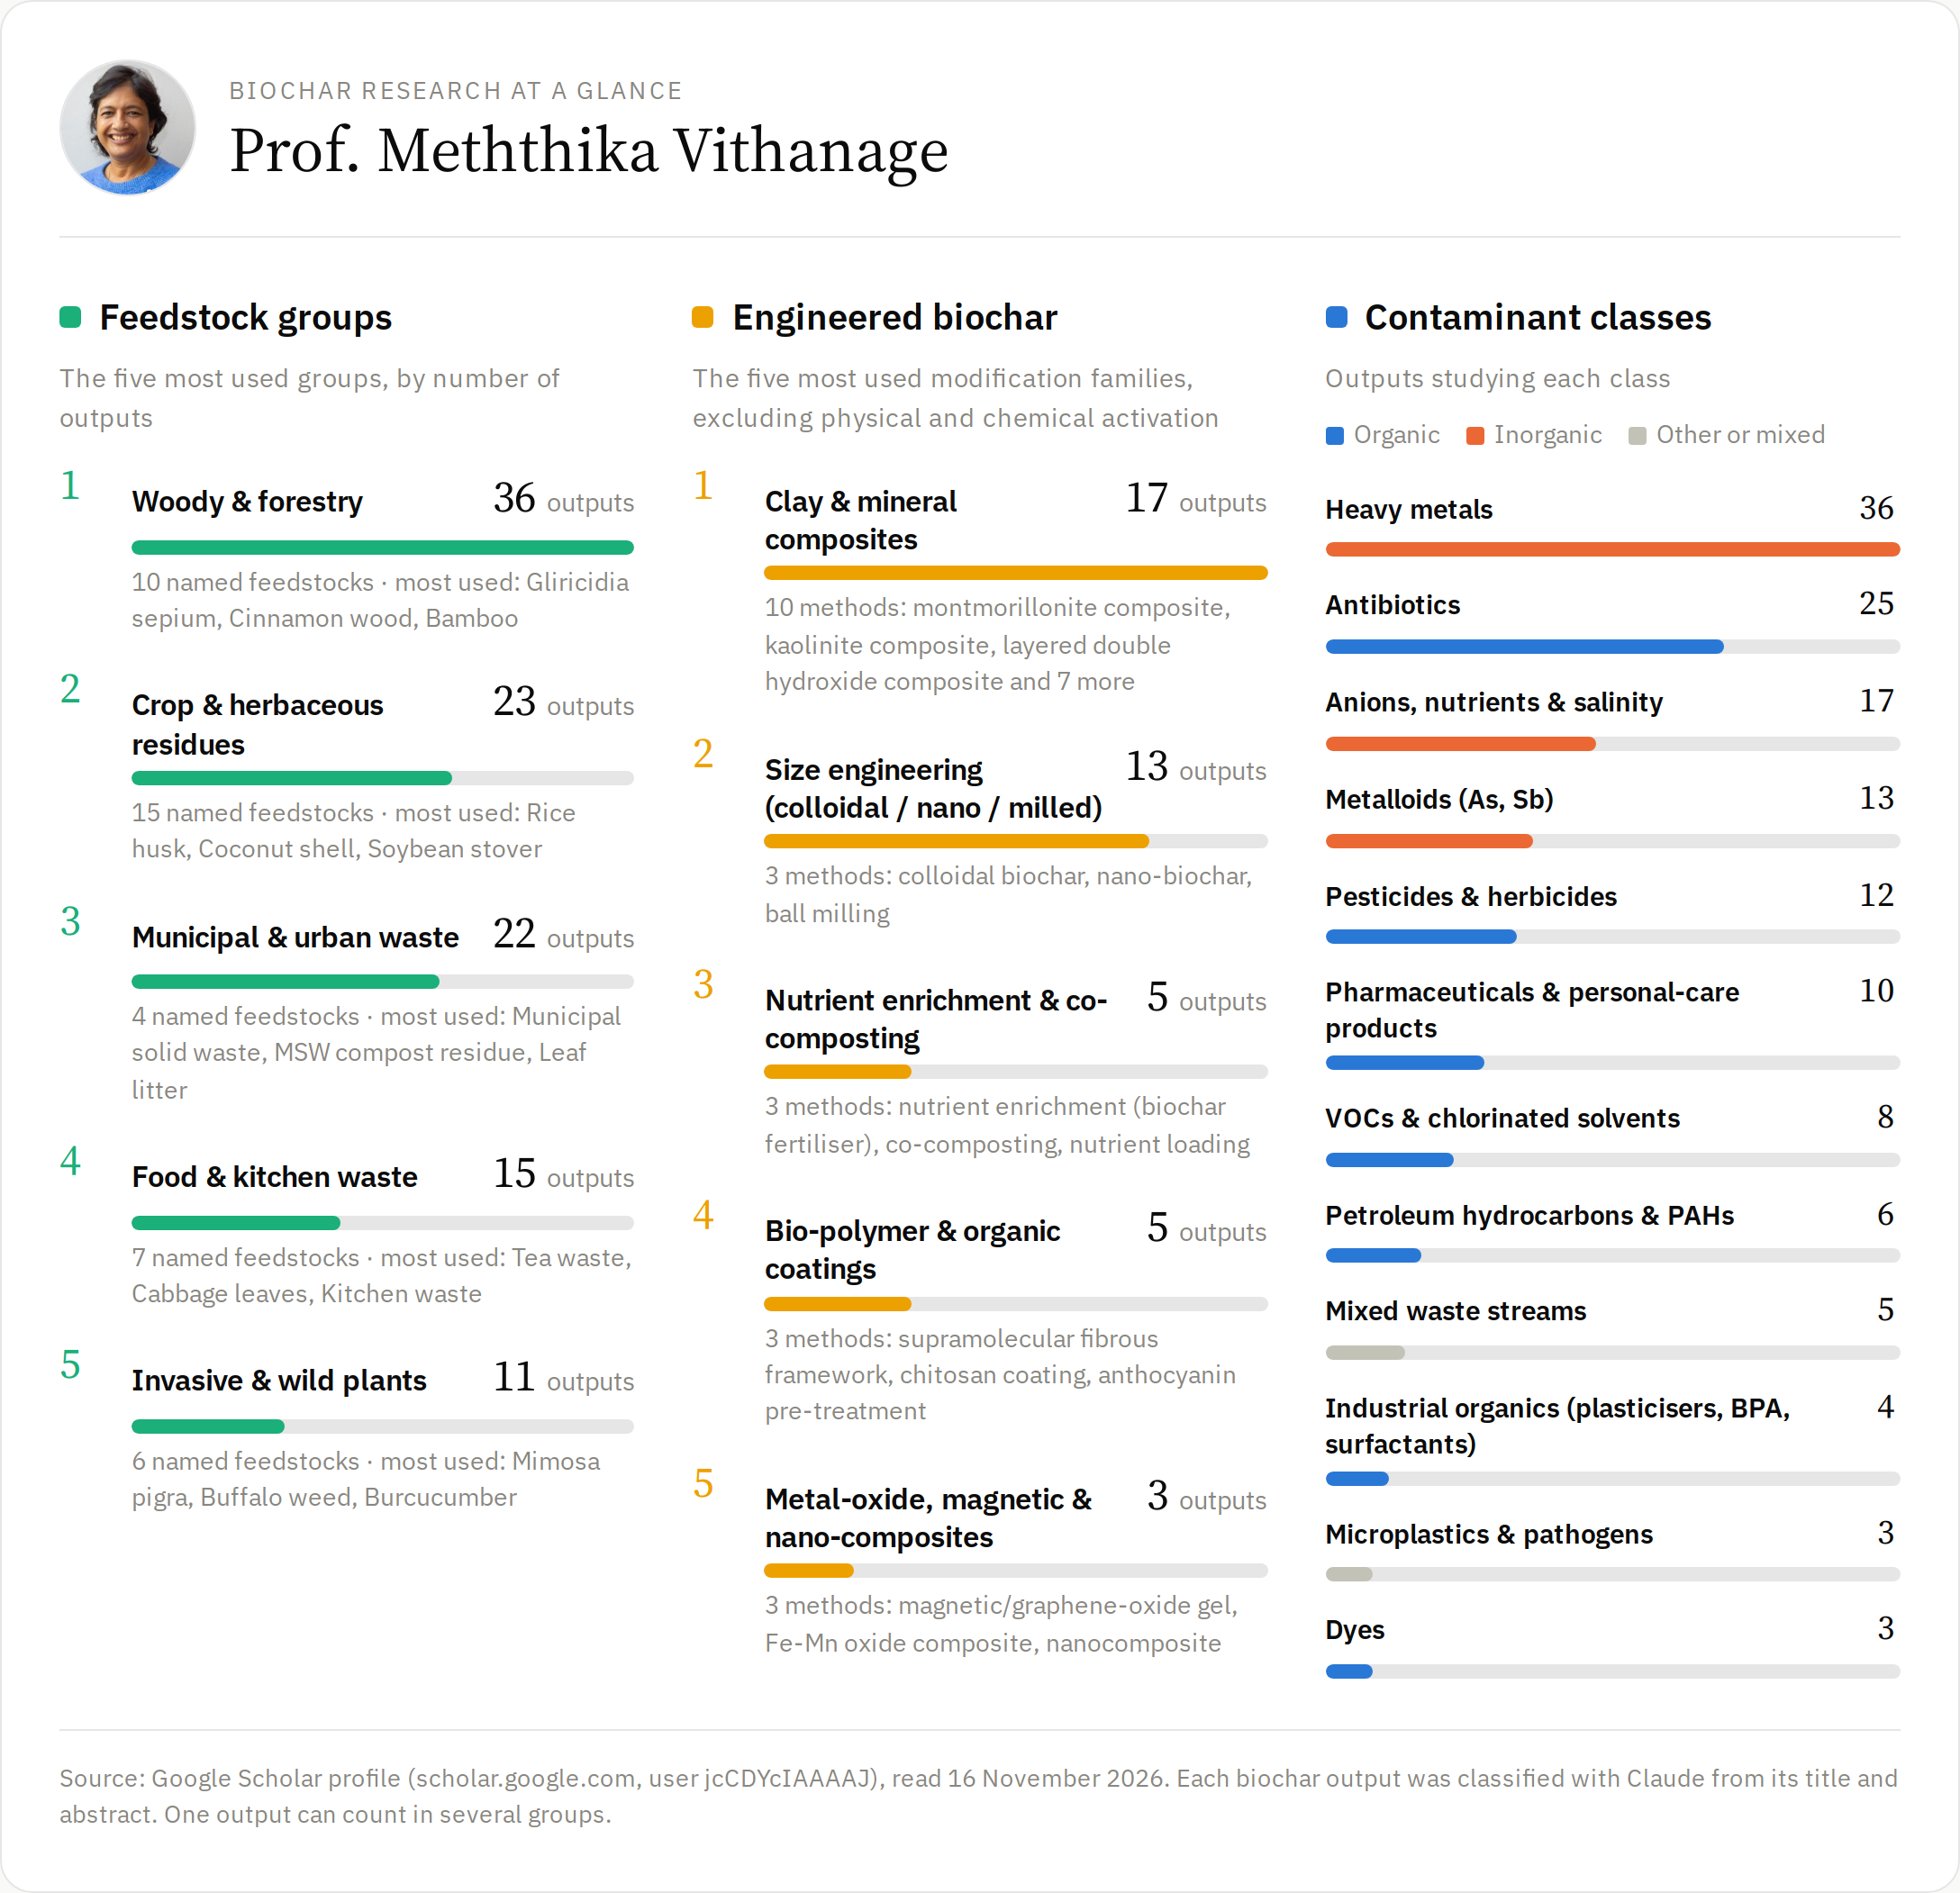 BIOCHAR RESEARCH AT A GLANCE
Prof. Meththika Vithanage
Feedstock groups
The five most used groups, by number of
outputs
1
Woody & forestry 36 outputs
10 named feedstocks · most used: Gliricidia
sepium, Cinnamon wood, Bamboo
2
Crop & herbaceous 23 outputs
residues
15 named feedstocks · most used: Rice
husk, Coconut shell, Soybean stover
3
Municipal & urban waste 22 outputs
4 named feedstocks · most used: Municipal
solid waste, MSW compost residue, Leaf
litter
4
Food & kitchen waste 15 outputs
7 named feedstocks · most used: Tea waste,
Cabbage leaves, Kitchen waste
5
Invasive & wild plants 11 outputs
6 named feedstocks · most used: Mimosa
pigra, Buffalo weed, Burcucumber
Engineered biochar
The five most used modification families,
excluding physical and chemical activation
1
Clay & mineral 17 outputs
composites
10 methods: montmorillonite composite,
kaolinite composite, layered double
hydroxide composite and 7 more
2
Size engineering 13 outputs
(colloidal / nano / milled)
3 methods: colloidal biochar, nano-biochar,
ball milling
3
Nutrient enrichment & co- 5 outputs
composting
3 methods: nutrient enrichment (biochar
fertiliser), co-composting, nutrient loading
4
Bio-polymer & organic 5 outputs
coatings
3 methods: supramolecular fibrous
framework, chitosan coating, anthocyanin
pre-treatment
5
Metal-oxide, magnetic & 3 outputs
nano-composites
3 methods: magnetic/graphene-oxide gel,
Fe-Mn oxide composite, nanocomposite
Contaminant classes
Outputs studying each class
Organic Inorganic Other or mixed
Heavy metals 36
Antibiotics 25
Anions, nutrients & salinity 17
Metalloids (As, Sb) 13
Pesticides & herbicides 12
Pharmaceuticals & personal-care 10
products
VOCs & chlorinated solvents 8
Petroleum hydrocarbons & PAHs 6
Mixed waste streams 5
Industrial organics (plasticisers, BPA, 4
surfactants)
Microplastics & pathogens 3
Dyes 3
Source: Google Scholar profile (scholar.google.com, user jcCDYcIAAAAJ), read 16 November 2026. Each biochar output was classified with Claude from its title and
abstract. One output can count in several groups.